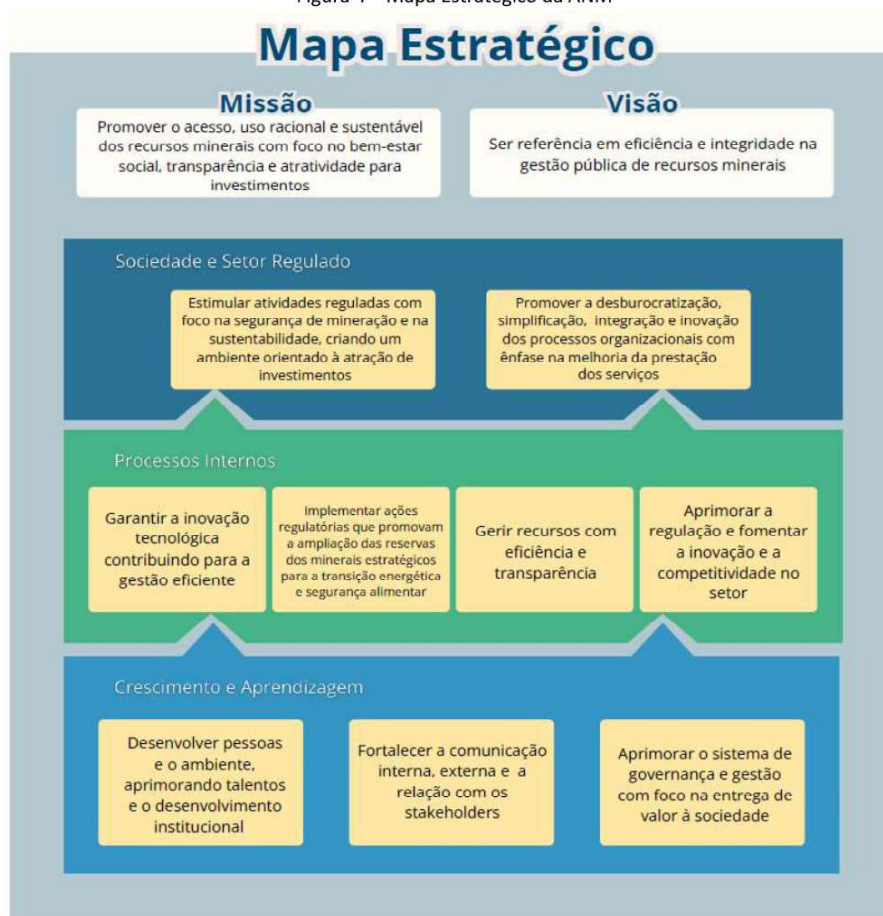 Mapa Estratégico
Missão
Promover o acesso, uso racional e sustentável
dos recursos minerais com foco no bem-estar
social, transparência e atratividade para
investimentos
Visão
Ser referência em eficiência e integridade na
gestão pública de recursos minerais
Sociedade e Setor Regulado
Estimular atividades reguladas com
foco na segurança de mineração e na
sustentabilidade, criando um
ambiente orientado à atração de
investimentos
Promover a desburocratização,
simplificação, integração e inovação
dos processos organizacionais com
ênfase na melhoria da prestação
dos serviços
Processos Internos
Garantir a inovação
tecnológica
contribuindo para a
gestão eficiente
Implementar ações
regulatórias que promovam
a ampliação das reservas
dos minerais estratégicos
para a transição energética
e segurança alimentar
Gerir recursos com
eficiência e
transparência
Aprimorar a
regulação e fomentar
a inovação e a
competitividade no
setor
Crescimento e Aprendizagem
Desenvolver pessoas
e o ambiente,
aprimorando talentos
e o desenvolvimento
institucional
Fortalecer a comunicação
interna, externa e a
relação com os
stakeholders
Aprimorar o sistema de
governança e gestão
com foco na entrega de
valor à sociedade